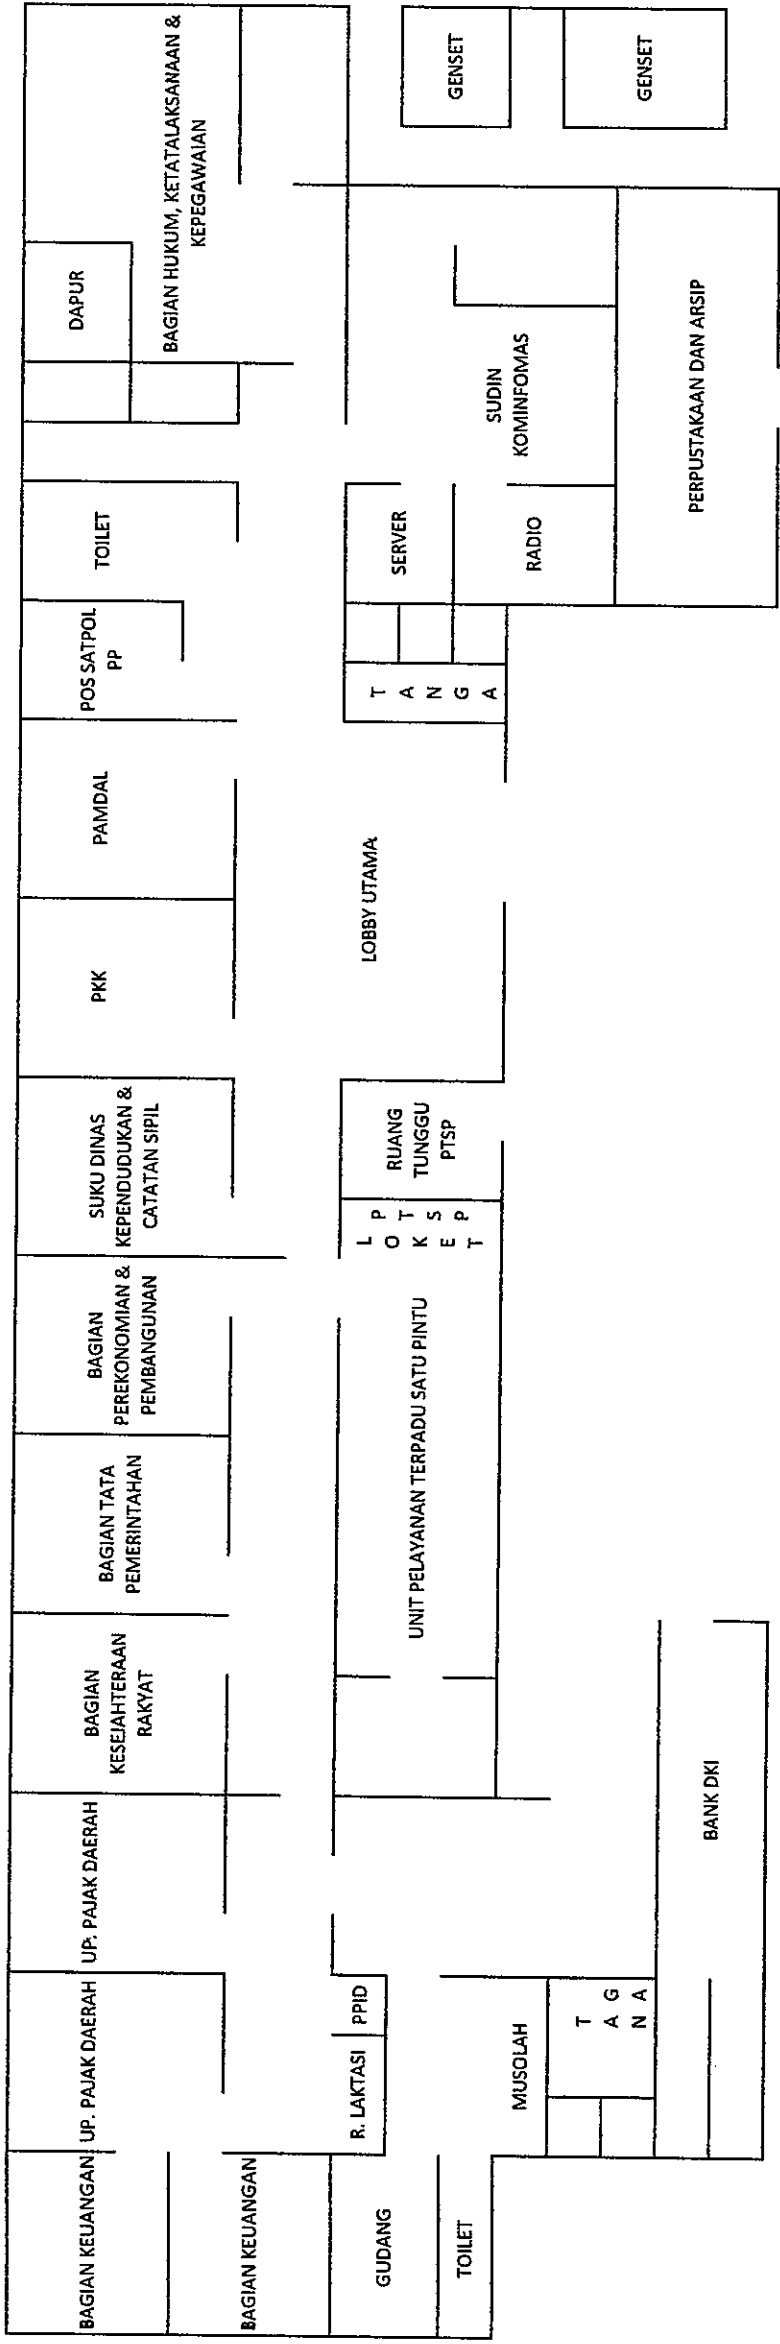 BAGIAN KEUANGAN
UP. PAJAK DAERAH
UP. PAJAK DAERAH
BAGIAN
KESEJAHTERAAN
RAKYAT
BAGIAN TATA
PEMERINTAHAN
BAGIAN
PEREKONOMIAN &
PEMBANGUNAN
SUKU DINAS
KEPENDUDUKAN &
CATATAN SIPIL
PKK
PAMDAL
POS SATPOL
PP
TOILET
DAPUR
BAGIAN HUKUM, KETATALAKSANAAN &
KEPEGAWAIAN
BAGIAN KEUANGAN
GUDANG
TOILET
R. LAKTASI
PPID
MUSOLAH
T
A G
N A
BANK DKI
UNIT PELAYANAN TERPADU SATU PINTU
L O K E T
P T S P
RUANG
TUNGGU
PTSP
LOBBY UTAMA
T A N G A
SERVER
RADIO
SUDIN
KOMINFOMAS
PERPUSTAKAAN DAN ARSIP
GENSET
GENSET